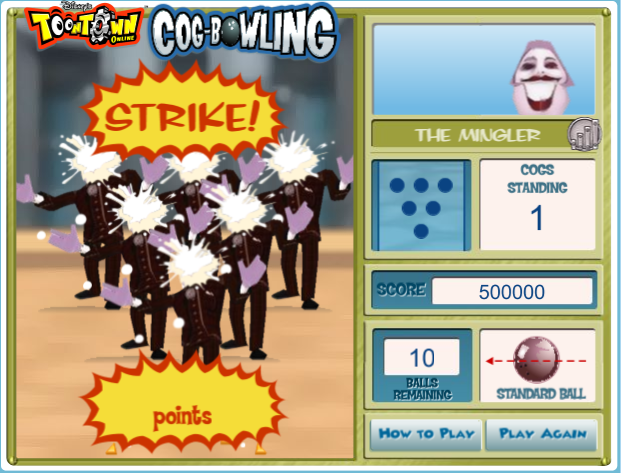 Disney's
TOONTOWN
ONLINE
COG-BOWLING
STRIKE!
THE MINGLER
COGS
STANDING
1
SCORE 500000
10
BALLS
REMAINING
STANDARD BALL
points
HOW TO PLAY
PLAY AGAIN